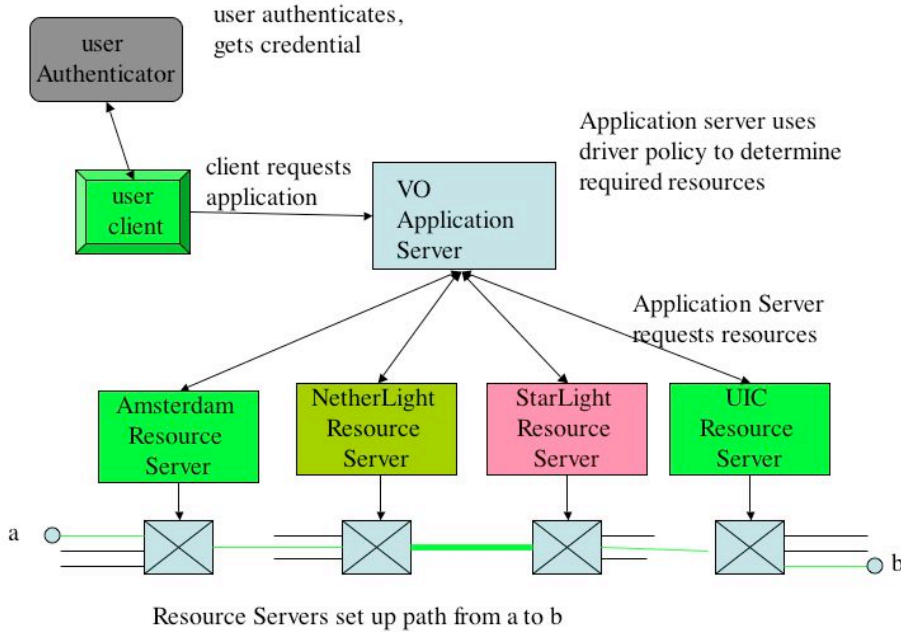 user authenticates,
gets credential
user
Authenticator
Application server uses
driver policy to determine
required resources
client requests
application
user
client
VO
Application
Server
Application Server
requests resources
Amsterdam
Resource
Server
NetherLight
Resource
Server
StarLight
Resource
Server
UIC
Resource
Server
a
b
Resource Servers set up path from a to b